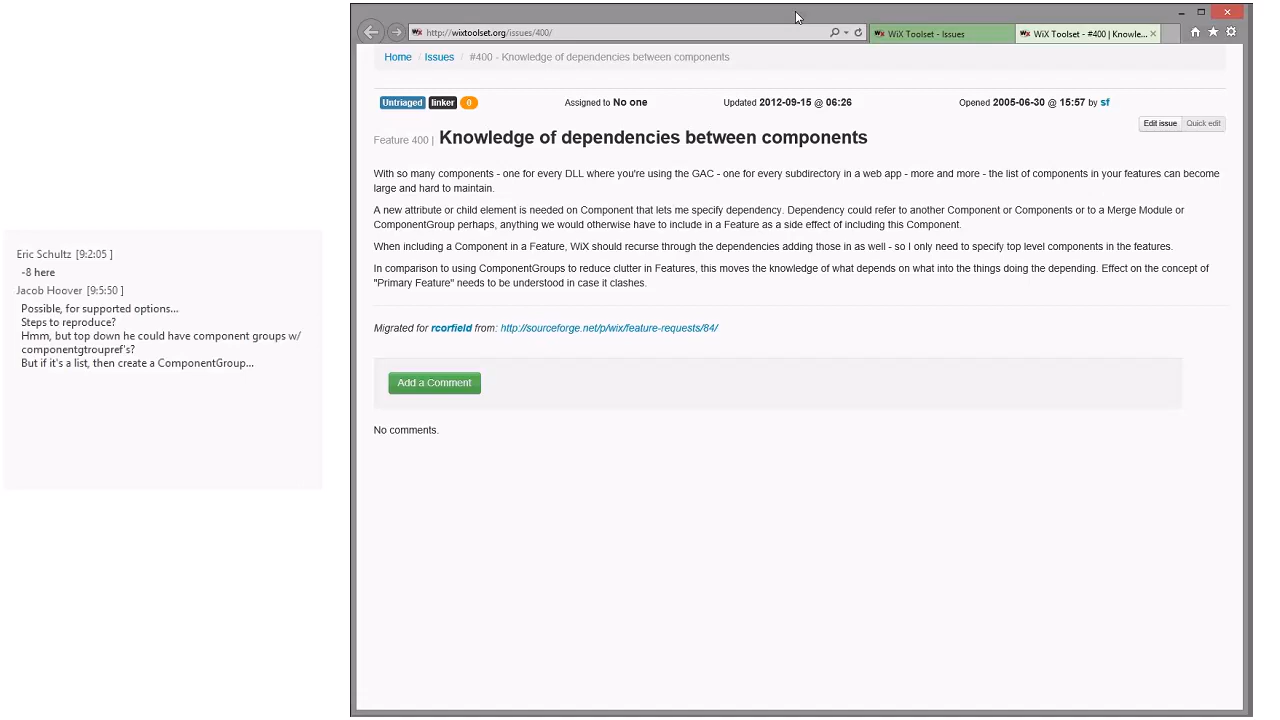 Eric Schultz [9:2:05 ]
-8 here
Jacob Hoover [9:5:50 ]
Possible, for supported options...
Steps to reproduce?
Hmm, but top down he could have component groups w/
componentgtroupref's?
But if it's a list, then create a ComponentGroup...
http://wixtoolset.org/issues/400/
WiX Toolset - Issues
WiX Toolset - #400 | Knowle...
Home / Issues / #400 - Knowledge of dependencies between components
Untriaged linker 0 Assigned to No one Updated 2012-09-15 @ 06:26 Opened 2005-06-30 @ 15:57 by sf
Edit issue Quick edit
Feature 400 | Knowledge of dependencies between components
With so many components - one for every DLL where you're using the GAC - one for every subdirectory in a web app - more and more - the list of components in your features can become
large and hard to maintain.
A new attribute or child element is needed on Component that lets me specify dependency. Dependency could refer to another Component or Components or to a Merge Module or
ComponentGroup perhaps, anything we would otherwise have to include in a Feature as a side effect of including this Component.
When including a Component in a Feature, WiX should recurse through the dependencies adding those in as well - so I only need to specify top level components in the features.
In comparison to using ComponentGroups to reduce clutter in Features, this moves the knowledge of what depends on what into the things doing the depending. Effect on the concept of
"Primary Feature" needs to be understood in case it clashes.
Migrated for rcorfield from: http://sourceforge.net/p/wix/feature-requests/84/
Add a Comment
No comments.